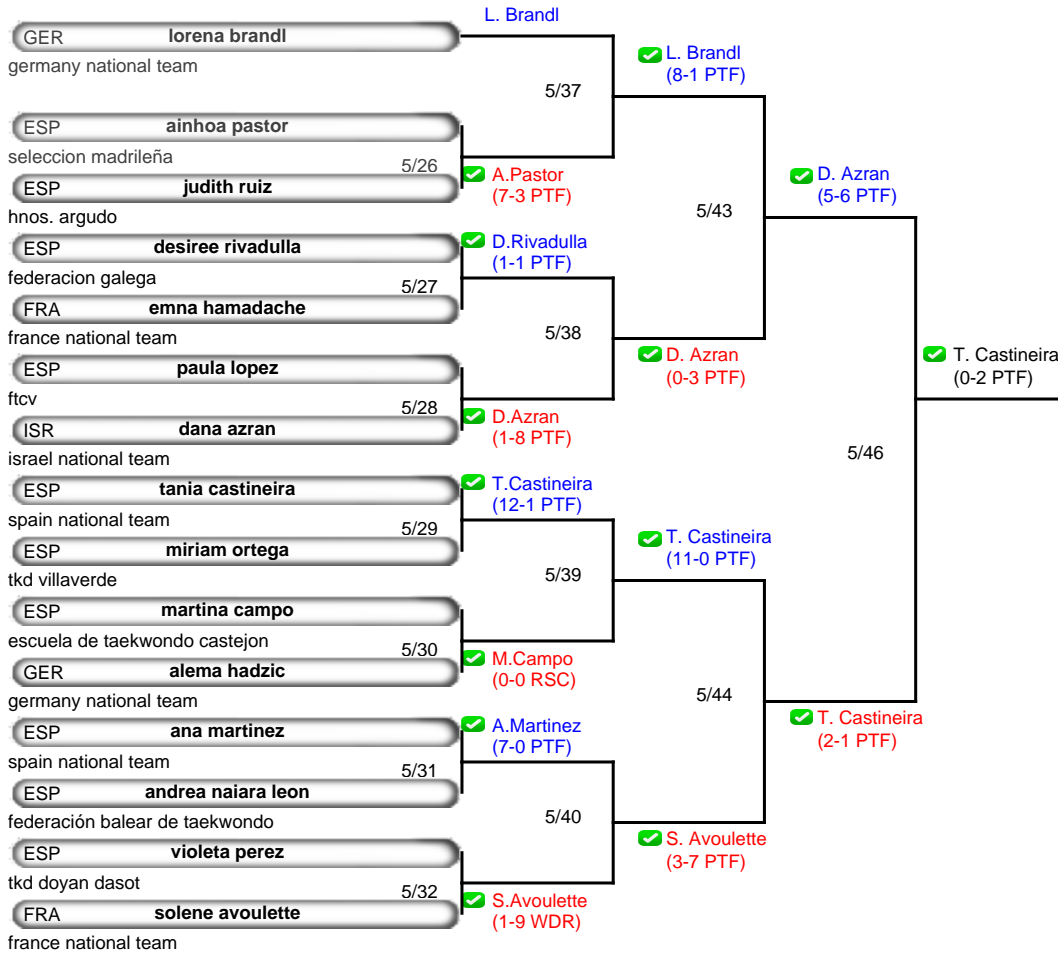 L. Brandl
GER lorena brandl
germany national team
L. Brandl
(8-1 PTF)
5/37
ESP ainhoa pastor
seleccion madrileña
5/26
ESP judith ruiz
hnos. argudo
A.Pastor
(7-3 PTF)
D. Azran
(5-6 PTF)
5/43
ESP desiree rivadulla
federacion galega
D.Rivadulla
(1-1 PTF)
5/27
FRA emna hamadache
france national team
5/38
D. Azran
(0-3 PTF)
T. Castineira
(0-2 PTF)
ESP paula lopez
ftcv
5/28
ISR dana azran
israel national team
D.Azran
(1-8 PTF)
5/46
ESP tania castineira
spain national team
T.Castineira
(12-1 PTF)
5/29
ESP miriam ortega
tkd villaverde
T. Castineira
(11-0 PTF)
5/39
ESP martina campo
escuela de taekwondo castejon
5/30
GER alema hadzic
germany national team
M.Campo
(0-0 RSC)
5/44
T. Castineira
(2-1 PTF)
ESP ana martinez
spain national team
A.Martinez
(7-0 PTF)
5/31
ESP andrea naiara leon
federación balear de taekwondo
5/40
S. Avoulette
(3-7 PTF)
ESP violeta perez
tkd doyan dasot
5/32
FRA solene avoulette
france national team
S.Avoulette
(1-9 WDR)